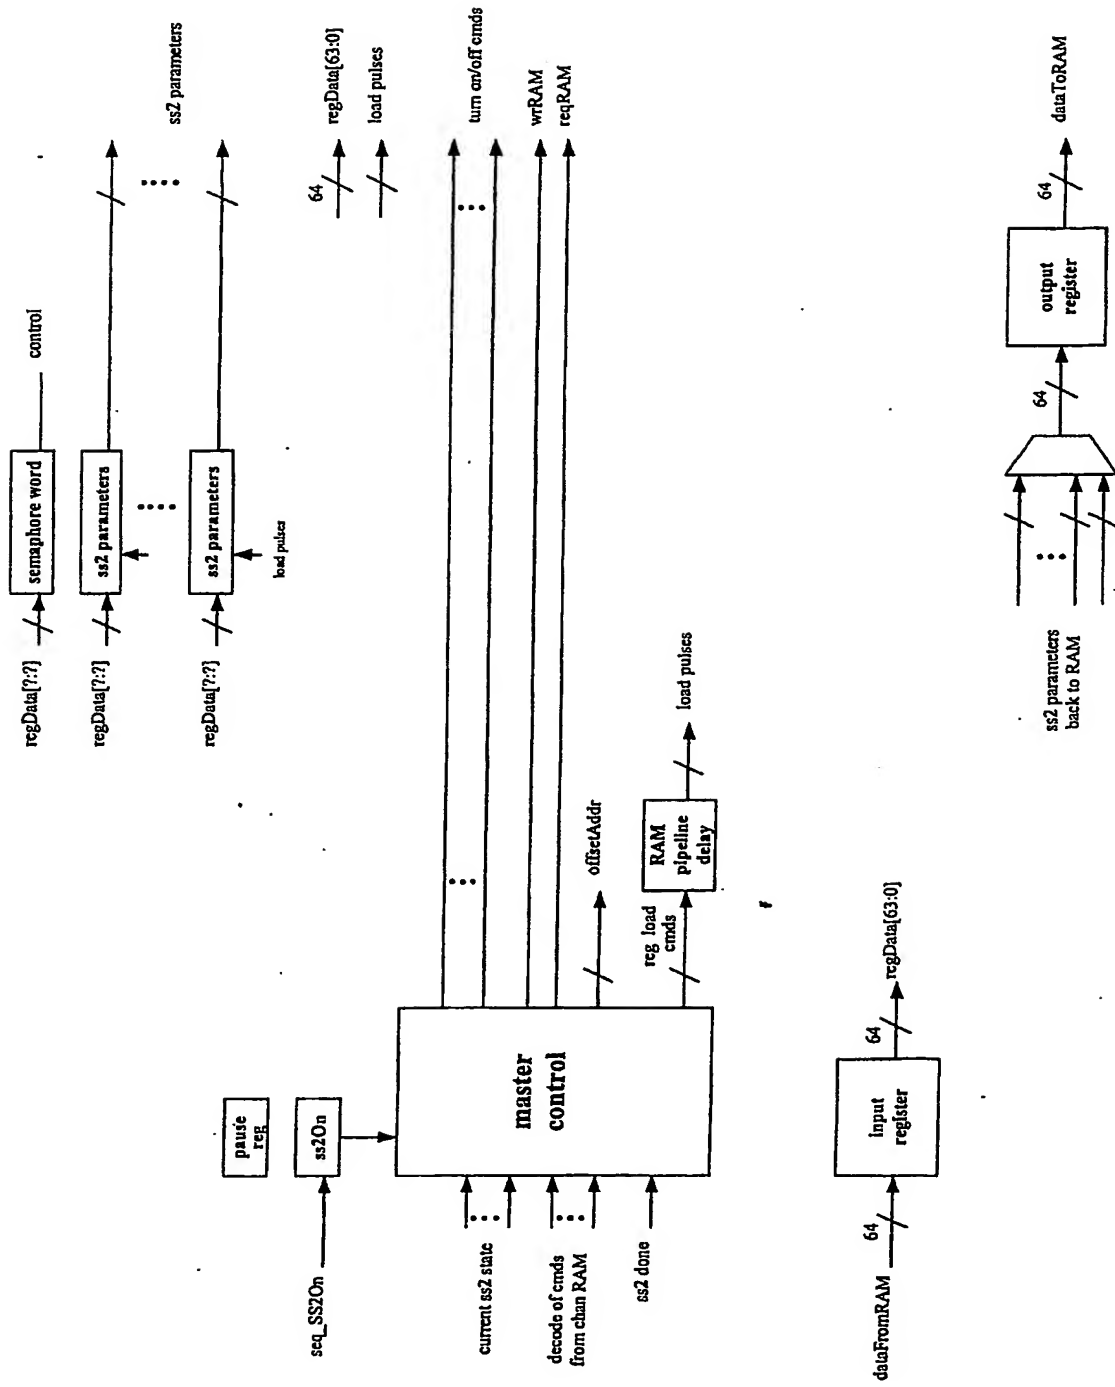 regData[?:?]
semaphore word
control
regData[?:?]
ss2 parameters
regData[?:?]
ss2 parameters
load pulses
ss2 parameters
64
regData[63:0]
load pulses
turn on/off cmds
wrRAM
reqRAM
pause
reg
seq_SS2On
ss2On
master
control
current ss2 state
decode of cmds
from chan RAM
ss2 done
offsetAddr
reg load
cmds
RAM
pipeline
delay
load pulses
dataFromRAM
64
input
register
64
regData[63:0]
ss2 parameters
back to RAM
64
output
register
64
dataToRAM